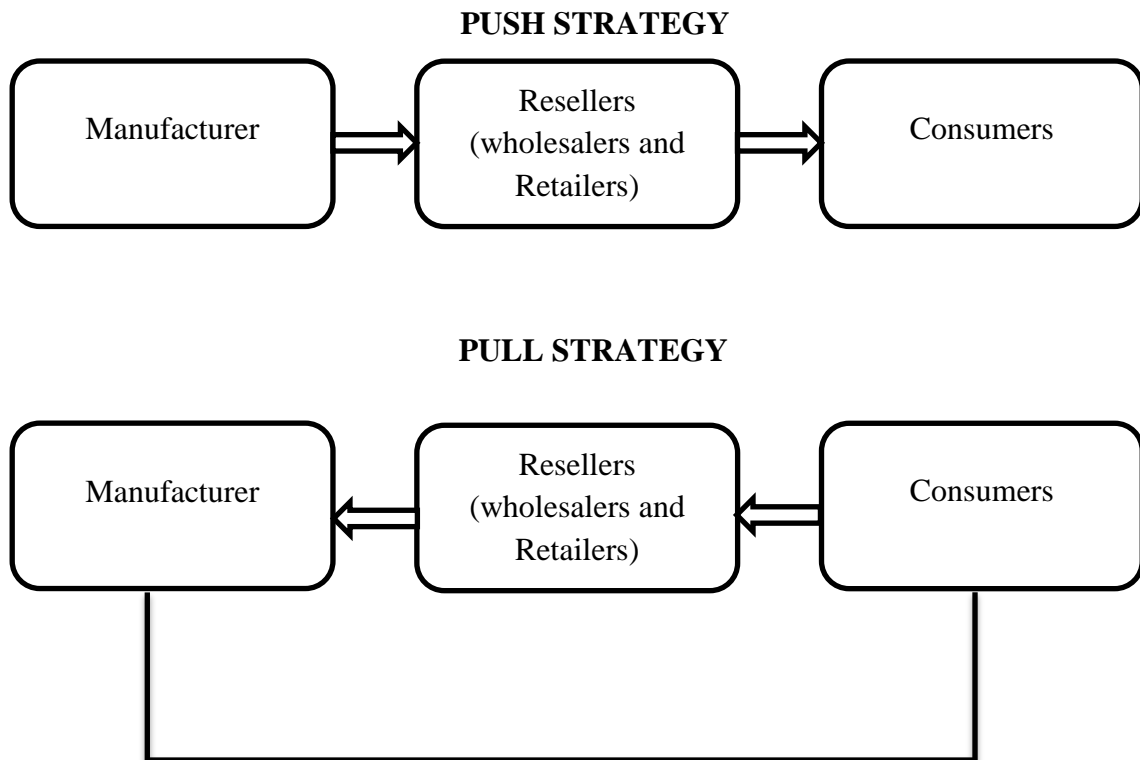 PUSH STRATEGY
Manufacturer
Resellers
(wholesalers and
Retailers)
Consumers
PULL STRATEGY
Manufacturer
Resellers
(wholesalers and
Retailers)
Consumers